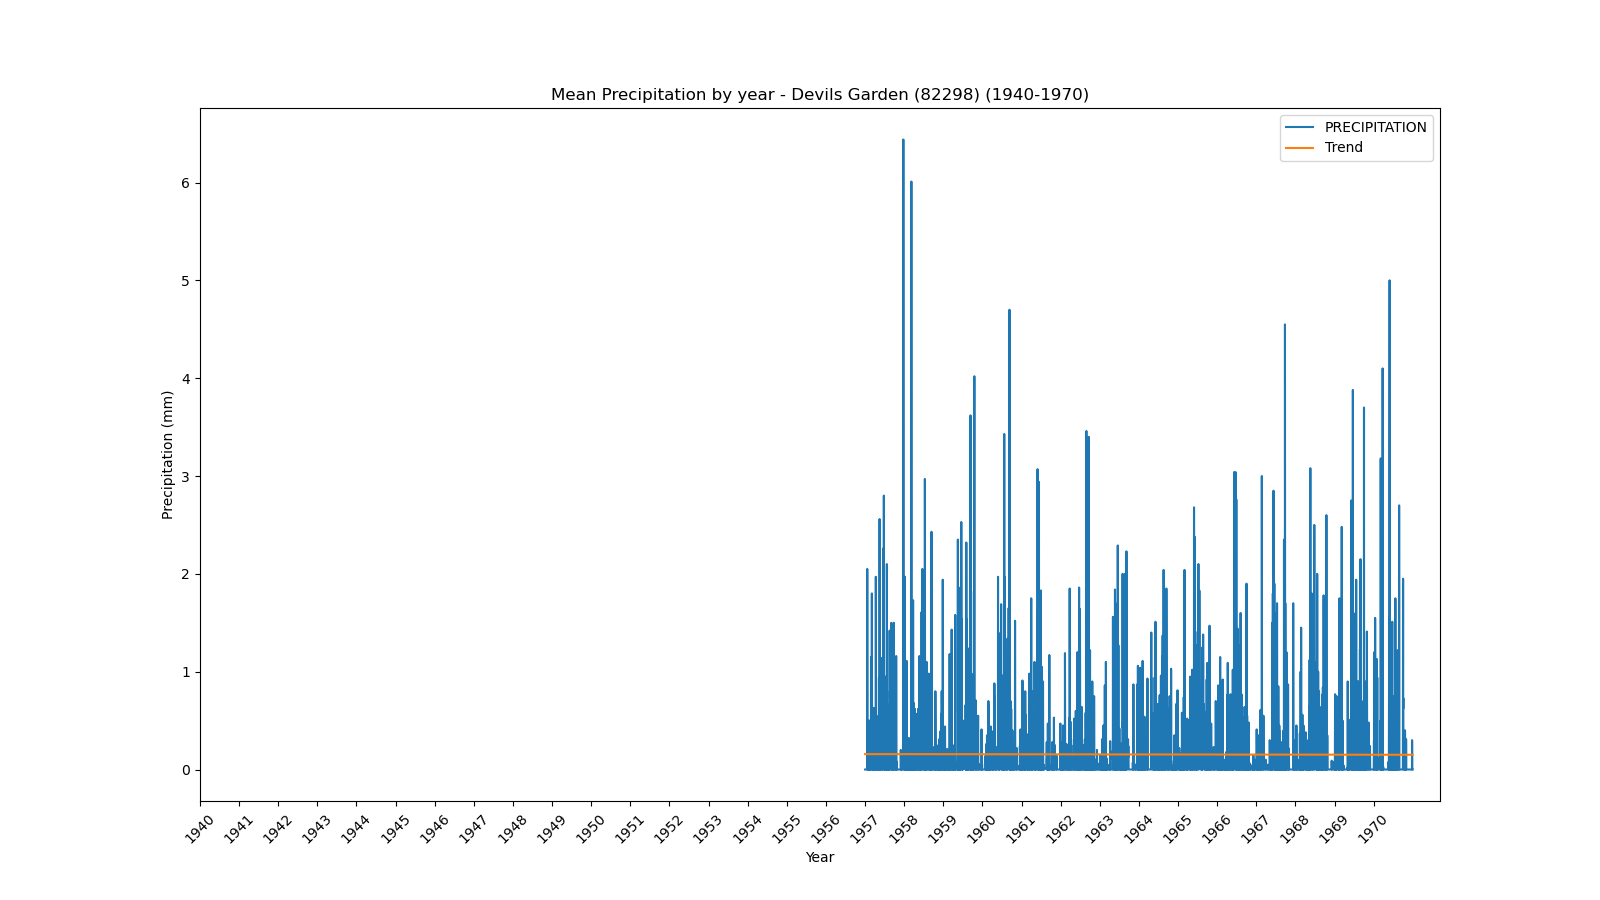 Mean Precipitation by year - Devils Garden (82298) (1940-1970)
PRECIPITATION
Trend
6
5
4
3
2
1
0
Precipitation (mm)
1940 1941 1942 1943 1944 1945 1946 1947 1948 1949 1950 1951 1952 1953 1954 1955 1956 1957 1958 1959 1960 1961 1962 1963 1964 1965 1966 1967 1968 1969 1970
Year